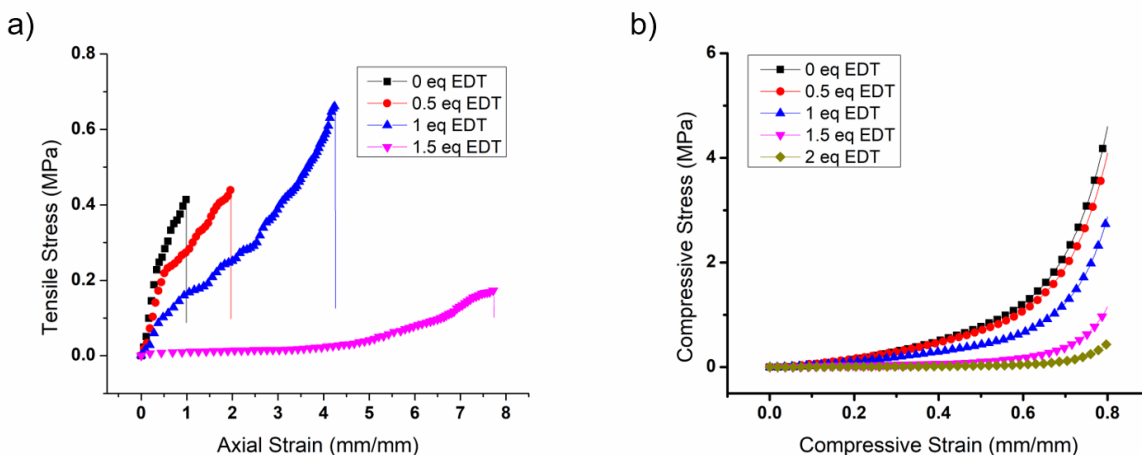 a)
0.8
0.6
0.4
0.2
0.0
Tensile Stress (MPa)
0 eq EDT
0.5 eq EDT
1 eq EDT
1.5 eq EDT
0 1 2 3 4 5 6 7 8
Axial Strain (mm/mm)
b)
6
4
2
0
Compressive Stress (MPa)
0 eq EDT
0.5 eq EDT
1 eq EDT
1.5 eq EDT
2 eq EDT
0.0 0.2 0.4 0.6 0.8
Compressive Strain (mm/mm)